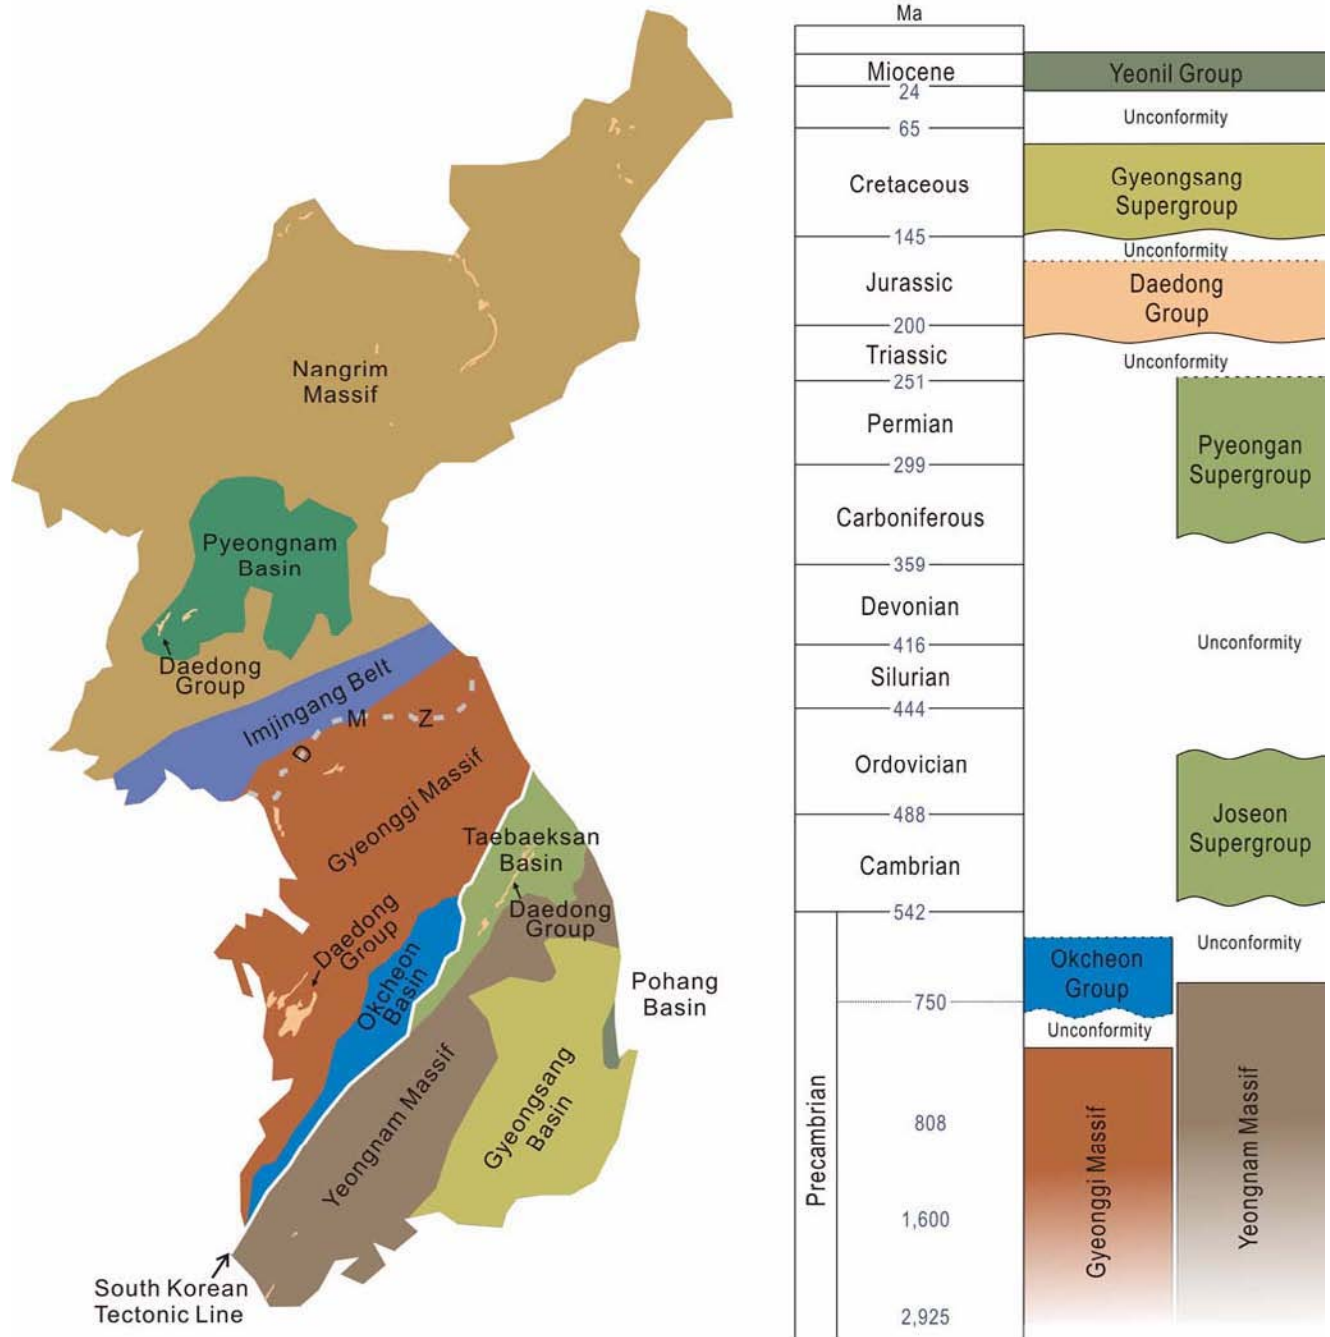 Nangrim
Massif
Pyeongnam
Basin
Daedong
Group
Imjingang Belt
D M Z
Gyeonggi Massif
Taebaeksan
Basin
Daedong
Group
Daedong
Group
Okcheon
Basin
Pohang
Basin
Yeongnam Massif
Gyeongsang
Basin
South Korean
Tectonic Line
Ma
Miocene
24
65
Cretaceous
145
Jurassic
200
Triassic
251
Permian
299
Carboniferous
359
Devonian
416
Silurian
444
Ordovician
488
Cambrian
542
Precambrian
750
808
1,600
2,925
Yeonil Group
Unconformity
Gyeongsang
Supergroup
Unconformity
Daedong
Group
Unconformity
Pyeongan
Supergroup
Unconformity
Joseon
Supergroup
Unconformity
Okcheon
Group
Unconformity
Gyeonggi Massif
Yeongnam Massif